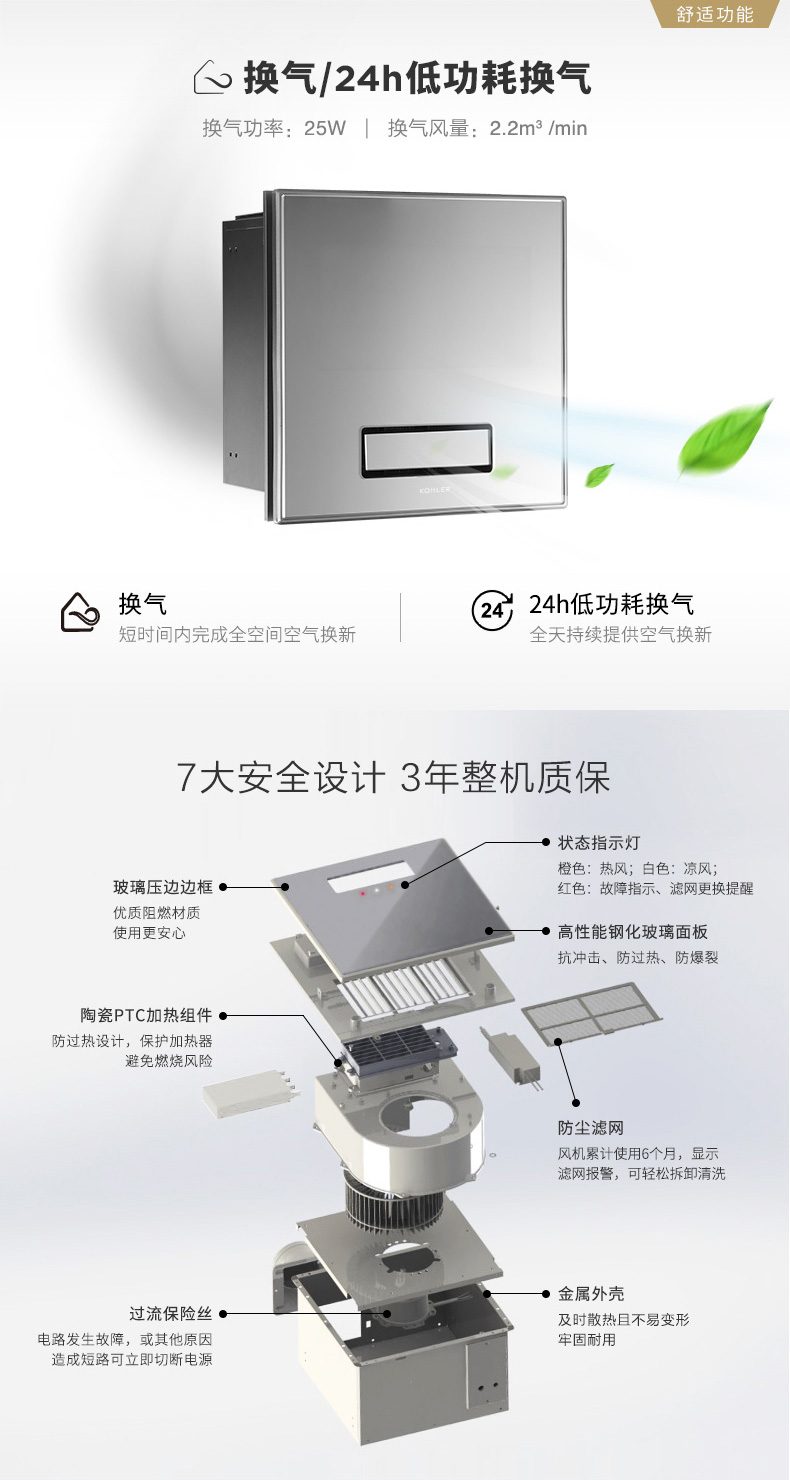 舒适功能
换气/24h低功耗换气
换气功率：25W ｜ 换气风量：2.2m³ /min
KOHLER
换气
短时间内完成全空间空气换新
24
24h低功耗换气
全天持续提供空气换新
7大安全设计 3年整机质保
状态指示灯
橙色：热风；白色：凉风；
红色：故障指示、滤网更换提醒
玻璃压边边框
优质阻燃材质
使用更安心
高性能钢化玻璃面板
抗冲击、防过热、防爆裂
陶瓷PTC加热组件
防过热设计，保护加热器
避免燃烧风险
防尘滤网
风机累计使用6个月，显示
滤网报警，可轻松拆卸清洗
过流保险丝
电路发生故障，或其他原因
造成短路可立即切断电源
金属外壳
及时散热且不易变形
牢固耐用